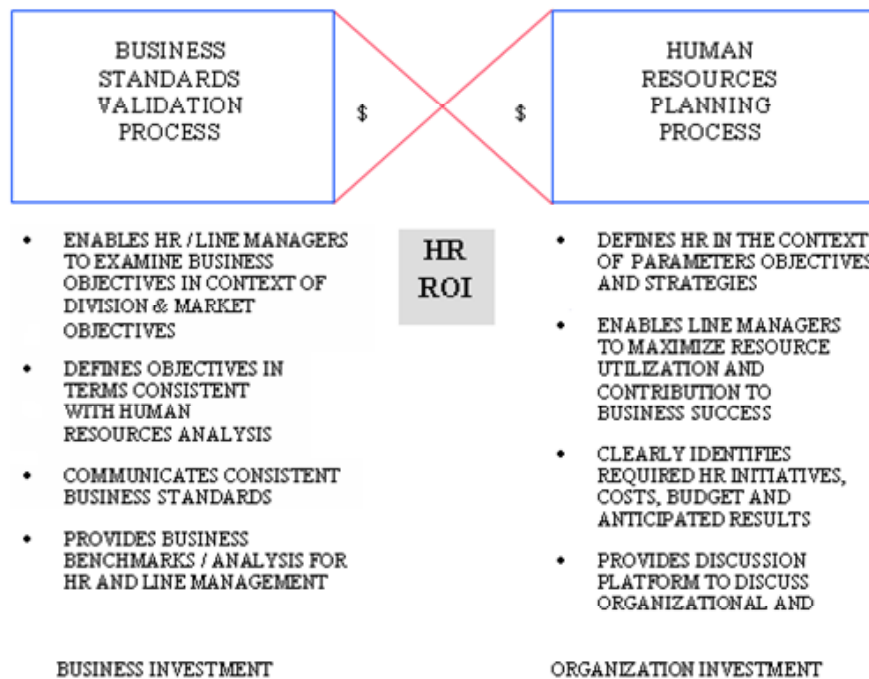 BUSINESS
STANDARDS
VALIDATION
PROCESS
$
$
HUMAN
RESOURCES
PLANNING
PROCESS
• ENABLES HR / LINE MANAGERS
TO EXAMINE BUSINESS
OBJECTIVES IN CONTEXT OF
DIVISION & MARKET
OBJECTIVES
• DEFINES OBJECTIVES IN
TERMS CONSISTENT
WITH HUMAN
RESOURCES ANALYSIS
• COMMUNICATES CONSISTENT
BUSINESS STANDARDS
• PROVIDES BUSINESS
BENCHMARKS / ANALYSIS FOR
HR AND LINE MANAGEMENT
BUSINESS INVESTMENT
HR
ROI
• DEFINES HR IN THE CONTEXT
OF PARAMETERS OBJECTIVES
AND STRATEGIES
• ENABLES LINE MANAGERS
TO MAXIMIZE RESOURCE
UTILIZATION AND
CONTRIBUTION TO
BUSINESS SUCCESS
• CLEARLY IDENTIFIES
REQUIRED HR INITIATIVES,
COSTS, BUDGET AND
ANTICIPATED RESULTS
• PROVIDES DISCUSSION
PLATFORM TO DISCUSS
ORGANIZATIONAL AND
ORGANIZATION INVESTMENT